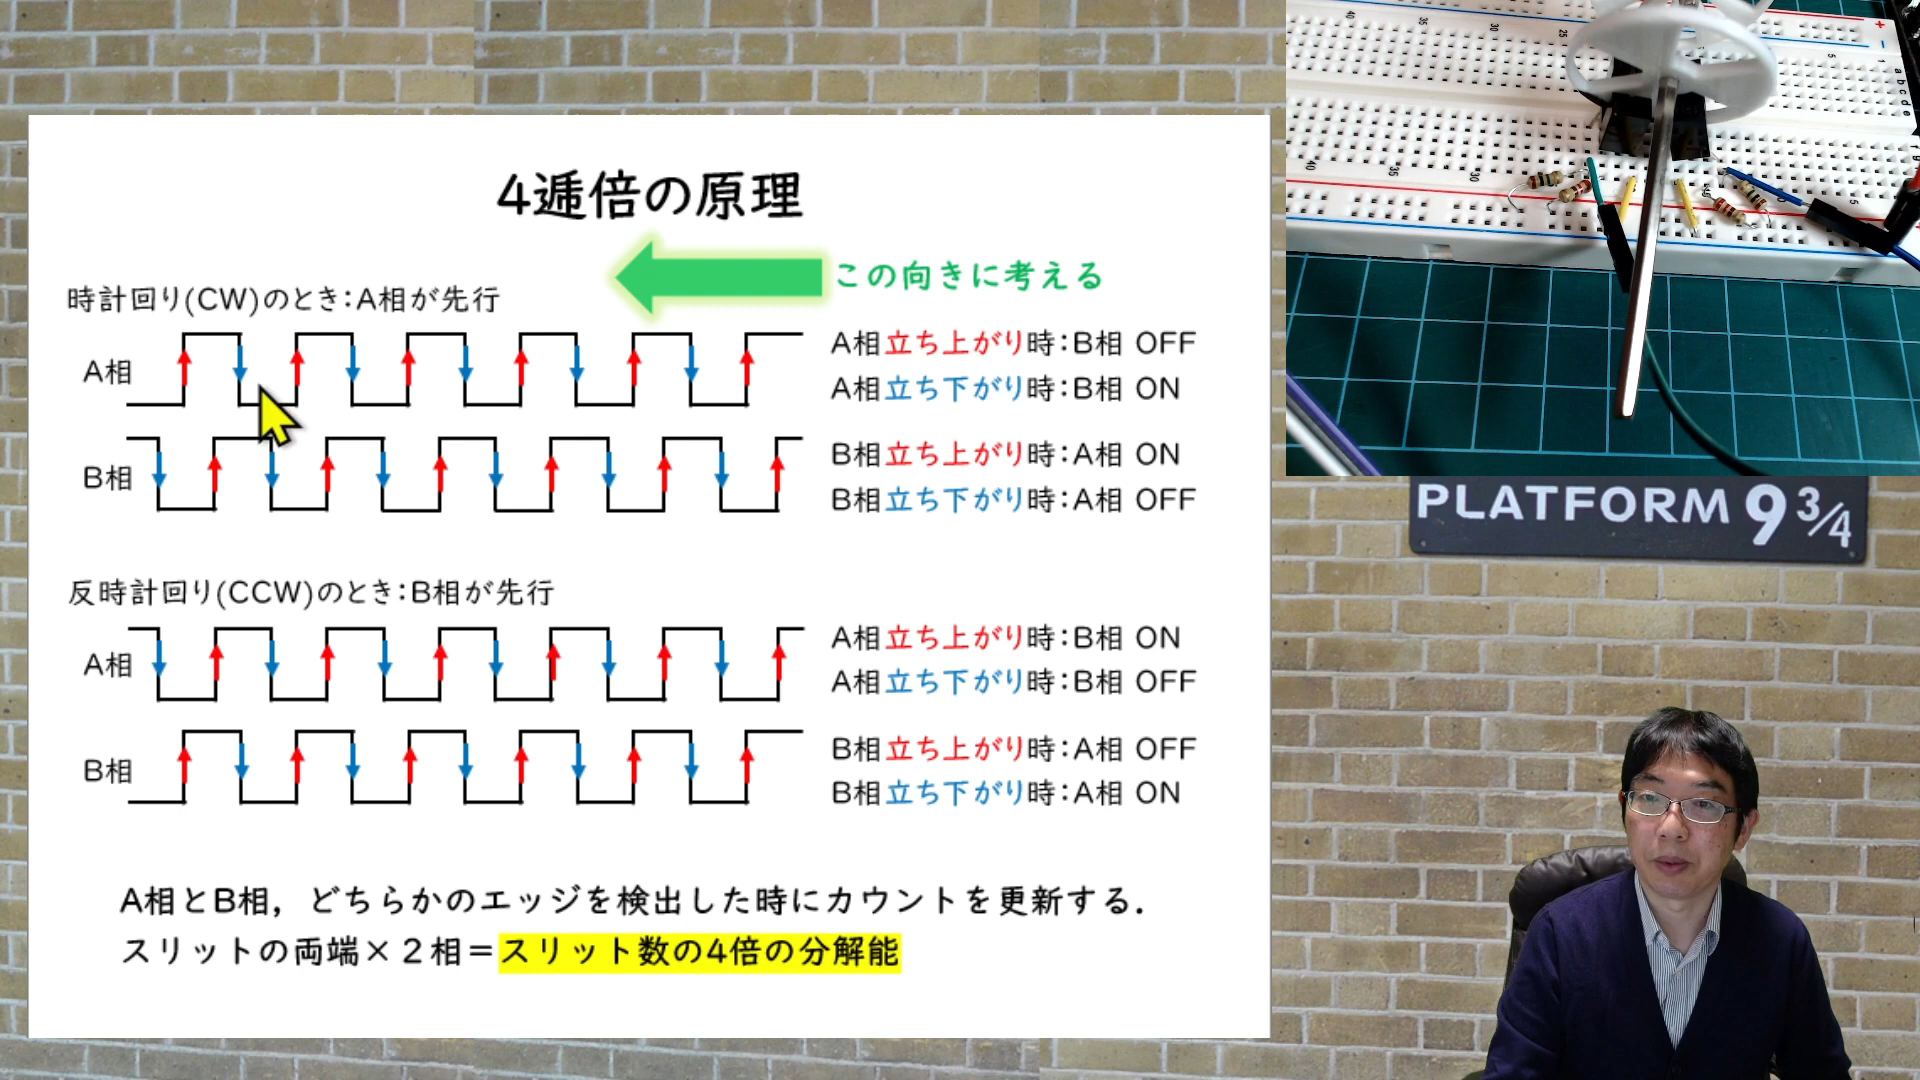 4逓倍の原理
この向きに考える
時計回り(CW)のとき：A相が先行
A相
A相立ち上がり時：B相 OFF
A相立ち下がり時：B相 ON
B相
B相立ち上がり時：A相 ON
B相立ち下がり時：A相 OFF
反時計回り(CCW)のとき：B相が先行
A相
A相立ち上がり時：B相 ON
A相立ち下がり時：B相 OFF
B相
B相立ち上がり時：A相 OFF
B相立ち下がり時：A相 ON
A相とB相，どちらかのエッジを検出した時にカウントを更新する．
スリットの両端×２相＝スリット数の4倍の分解能
PLATFORM 9 3/4